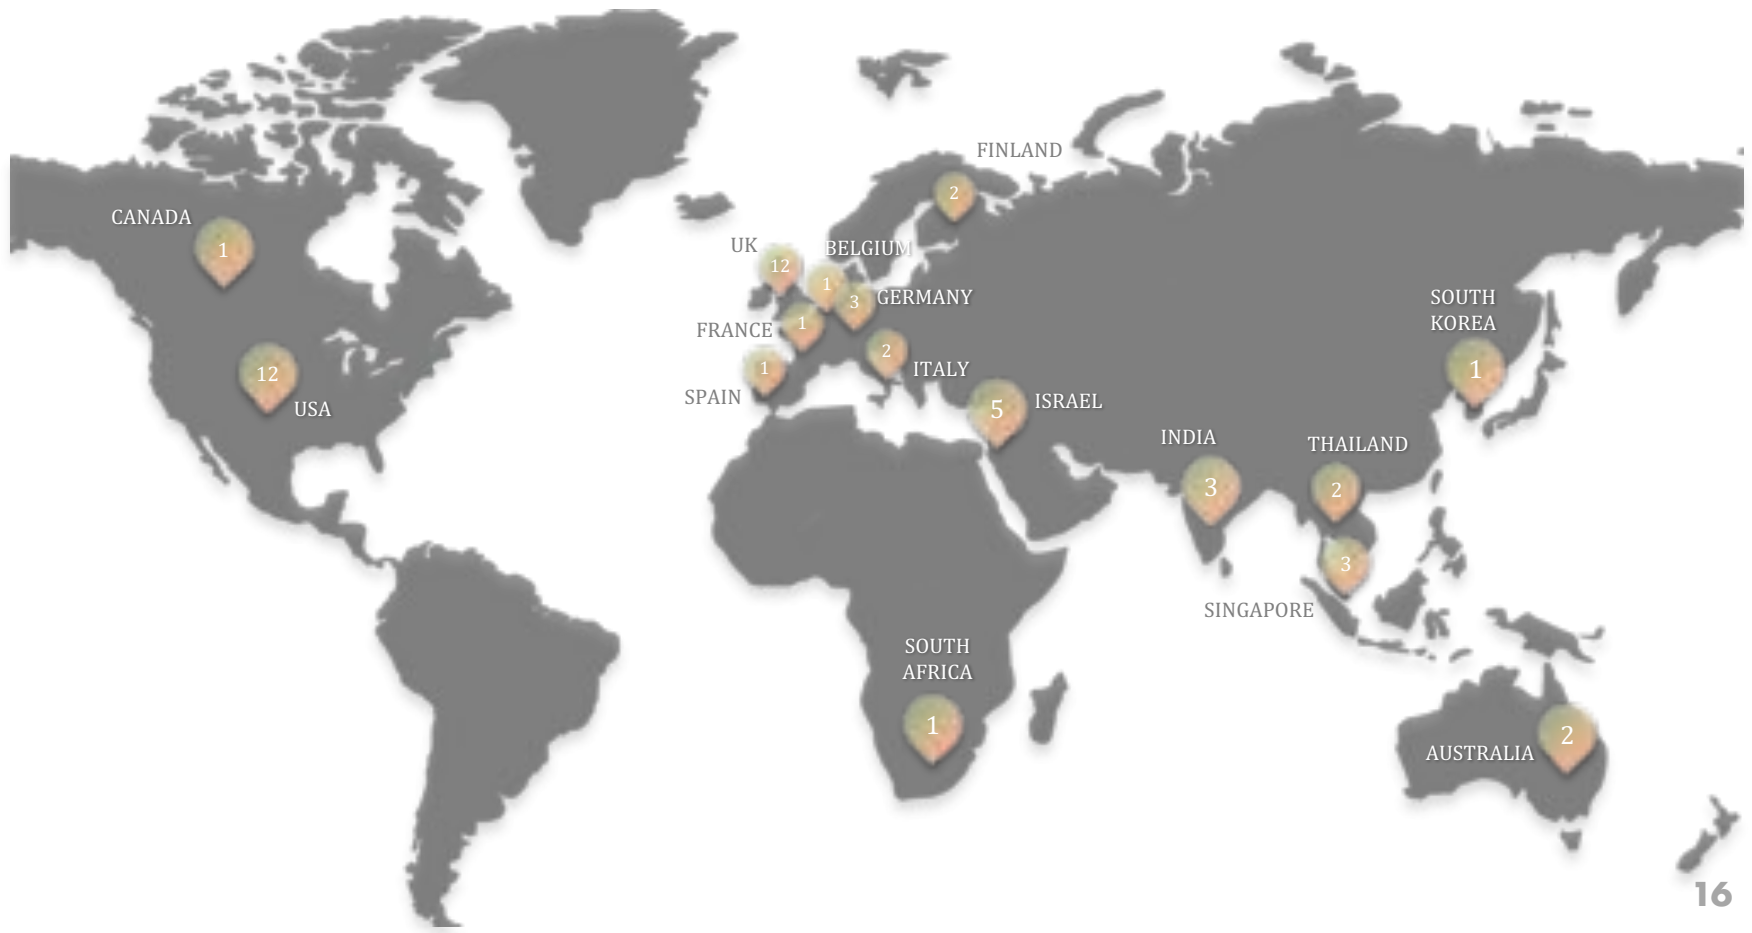 FINLAND
2
CANADA
1
UK
12
BELGIUM
1
3
GERMANY
FRANCE
1
2
ITALY
SPAIN
1
12
USA
5
ISRAEL
SOUTH
KOREA
1
INDIA
3
THAILAND
2
3
SINGAPORE
SOUTH
AFRICA
1
2
AUSTRALIA
16